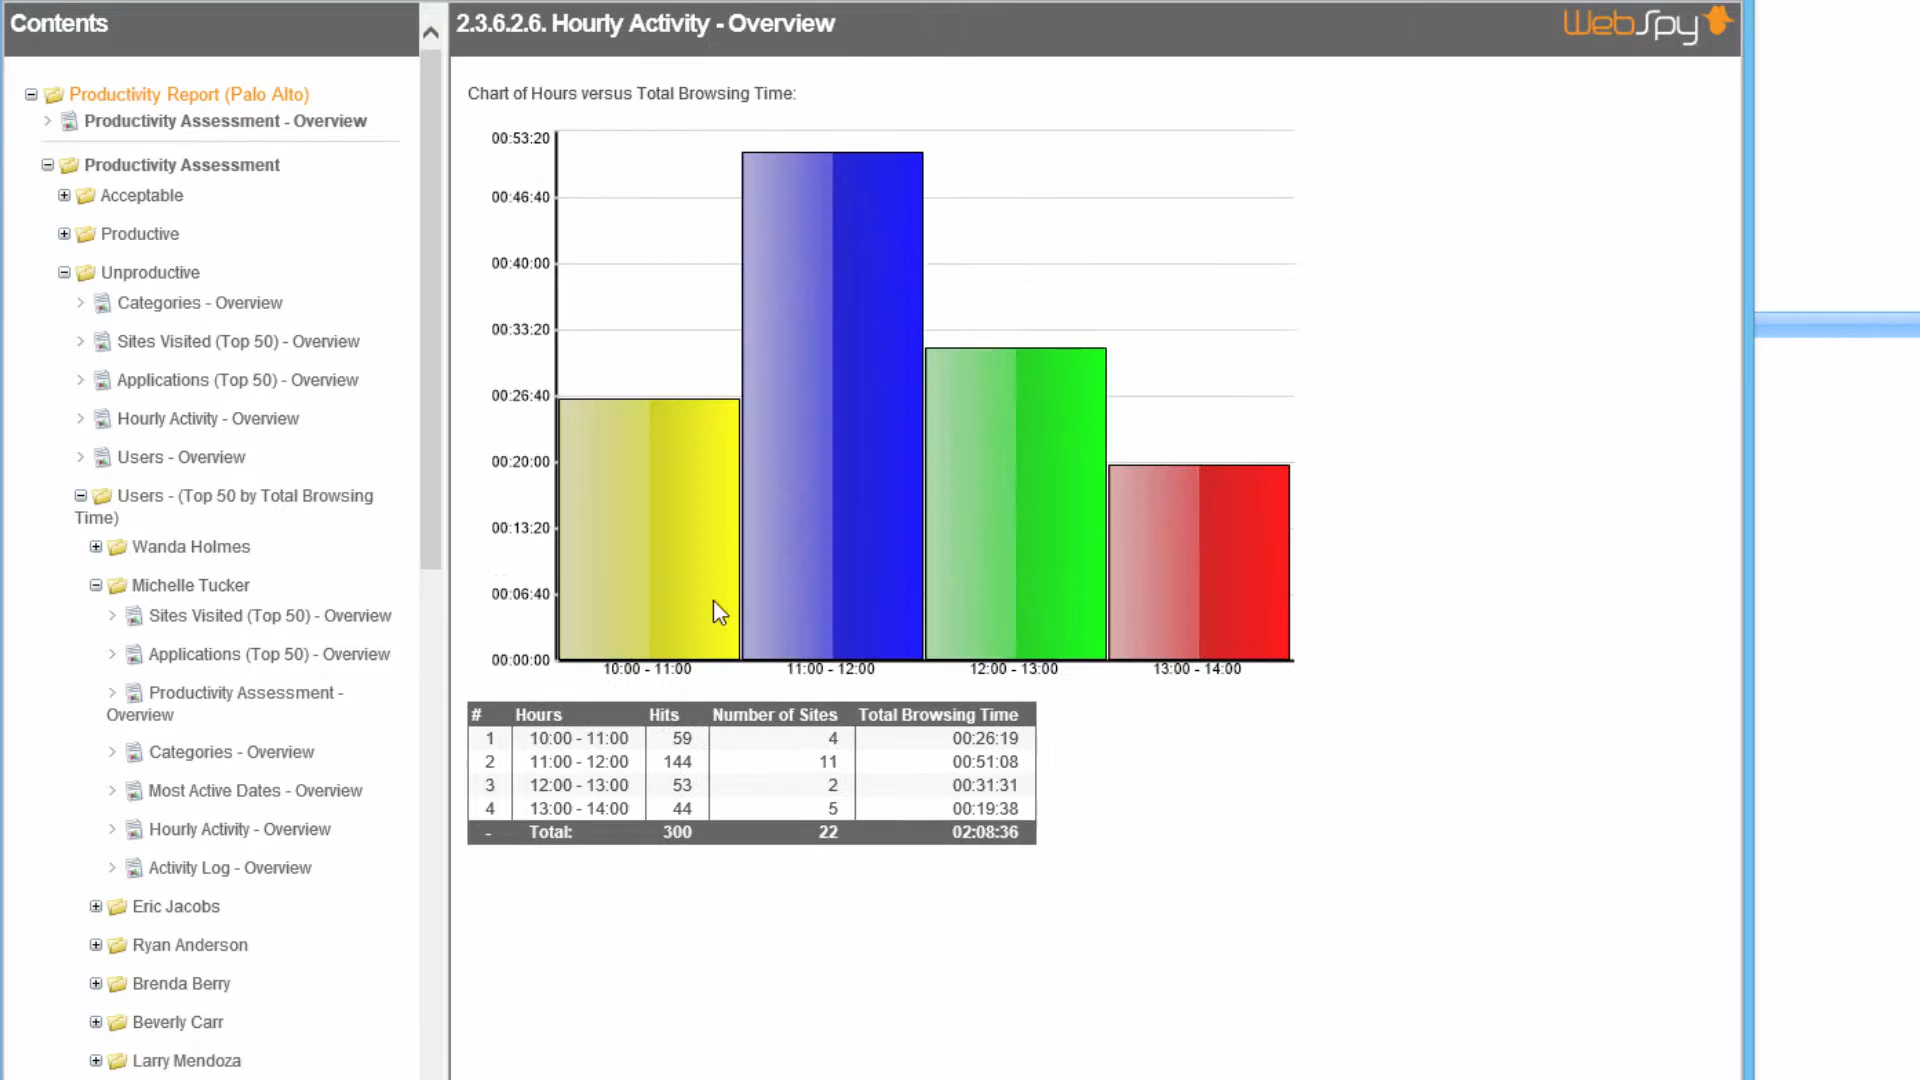 Contents
Productivity Report (Palo Alto)
Productivity Assessment - Overview
Productivity Assessment
Acceptable
Productive
Unproductive
Categories - Overview
Sites Visited (Top 50) - Overview
Applications (Top 50) - Overview
Hourly Activity - Overview
Users - Overview
Users - (Top 50 by Total Browsing
Time)
Wanda Holmes
Michelle Tucker
Sites Visited (Top 50) - Overview
Applications (Top 50) - Overview
Productivity Assessment -
Overview
Categories - Overview
Most Active Dates - Overview
Hourly Activity - Overview
Activity Log - Overview
Eric Jacobs
Ryan Anderson
Brenda Berry
Beverly Carr
Larry Mendoza
2.3.6.2.6. Hourly Activity - Overview
WebSpy
Chart of Hours versus Total Browsing Time:
00:53:20
00:46:40
00:40:00
00:33:20
00:26:40
00:20:00
00:13:20
00:06:40
00:00:00
10:00 - 11:00 11:00 - 12:00 12:00 - 13:00 13:00 - 14:00
# Hours Hits Number of Sites Total Browsing Time
1 10:00 - 11:00 59 4 00:26:19
2 11:00 - 12:00 144 11 00:51:08
3 12:00 - 13:00 53 2 00:31:31
4 13:00 - 14:00 44 5 00:19:38
- Total: 300 22 02:08:36